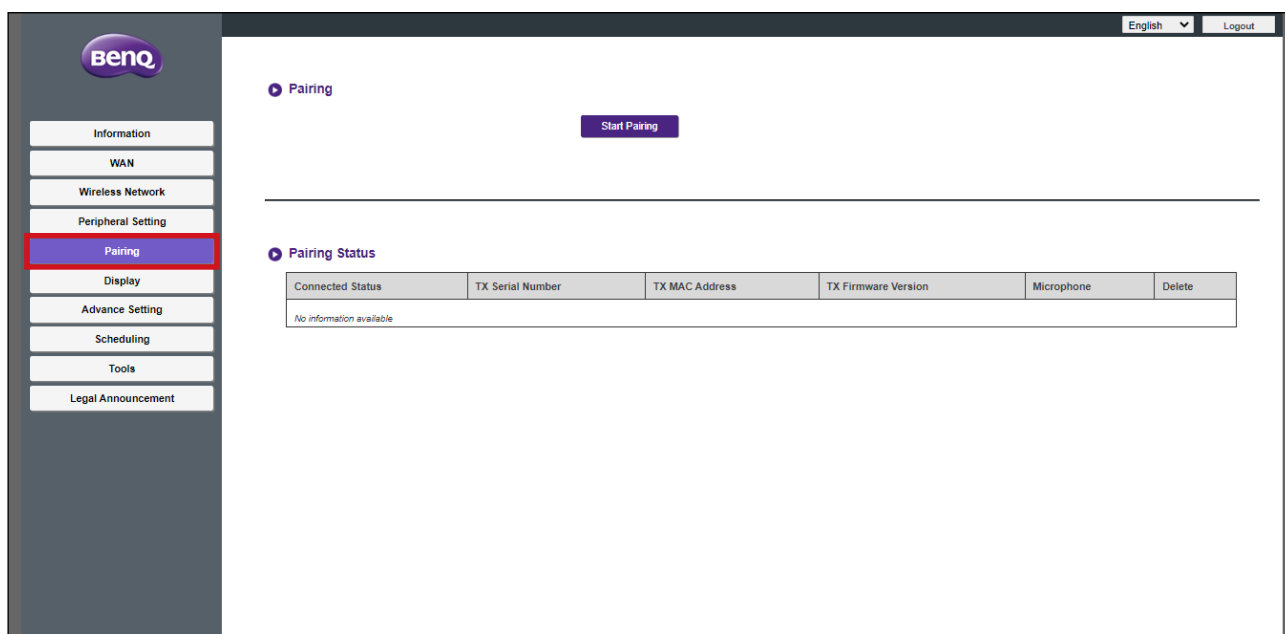 English Logout
BenQ
Pairing
Start Pairing
Information
WAN
Wireless Network
Peripheral Setting
Pairing
Display
Advance Setting
Scheduling
Tools
Legal Announcement
Pairing Status
Connected Status TX Serial Number TX MAC Address TX Firmware Version Microphone Delete
No information available